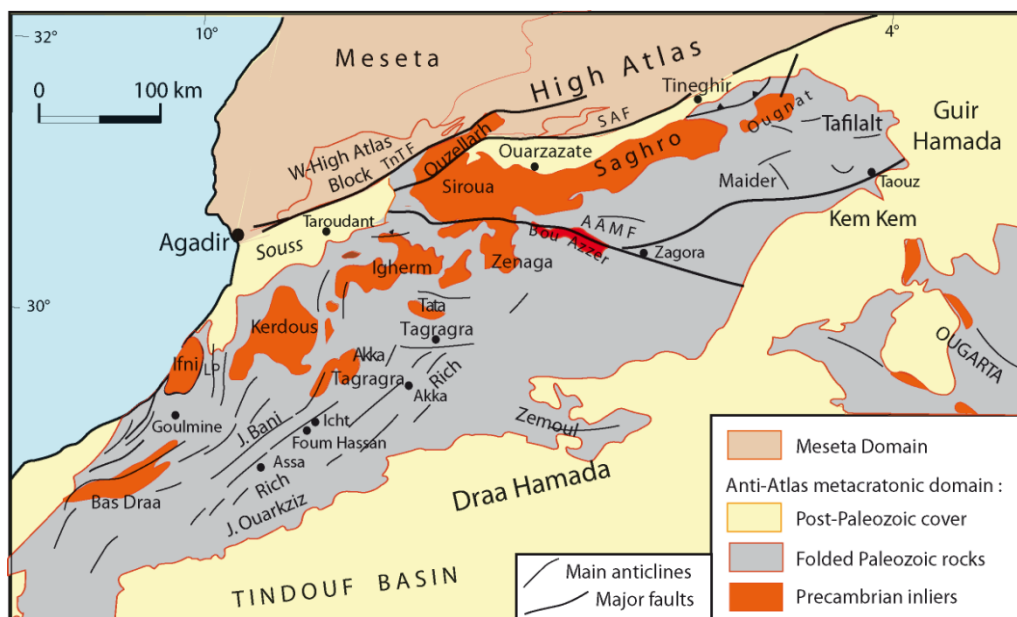 32°
10°
4°
Meseta
High Atlas
0
100 km
Tineghir
SAF
Ougnat
Guir
Hamada
Tafilalt
W-High Atlas
Block
TnTF
Ouzellarh
Ouarzazate
Saghro
Siroua
Maider
Taouz
Kem Kem
Agadir
Souss
Taroudant
AAMF
Bou Azzer
Zagora
Igherm
Zenaga
30°
Kerdous
Tata
Tagragra
OUGARTA
Ifni
LP
Akka
Tagragra
Rich
Akka
Goulmine
J. Bani
Icht
Foum Hassan
Zemoul
Assa
Rich
J. Ouarkziz
Bas Draa
Draa Hamada
TINDOUF BASIN
Main anticlines
Major faults
Meseta Domain
Anti-Atlas metacratonic domain :
Post-Paleozoic cover
Folded Paleozoic rocks
Precambrian inliers